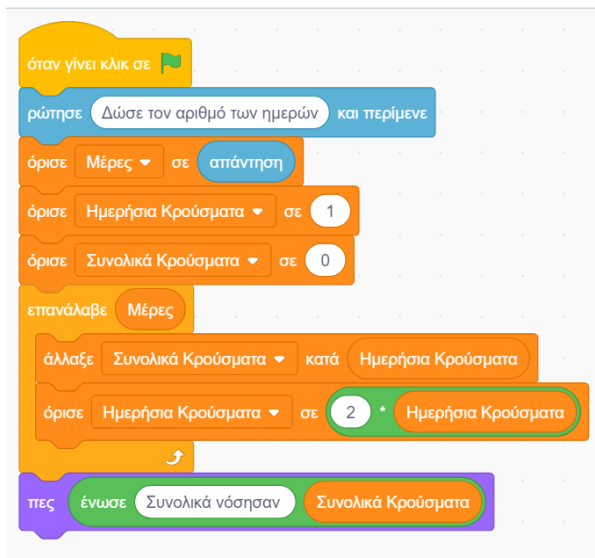 όταν γίνει κλικ σε
ρώτησε Δώσε τον αριθμό των ημερών και περίμενε
όρισε Μέρες σε απάντηση
όρισε Ημερήσια Κρούσματα σε 1
όρισε Συνολικά Κρούσματα σε 0
επανάλαβε Μέρες
άλλαξε Συνολικά Κρούσματα κατά Ημερήσια Κρούσματα
όρισε Ημερήσια Κρούσματα σε 2 * Ημερήσια Κρούσματα
πες ένωσε Συνολικά νόσησαν Συνολικά Κρούσματα